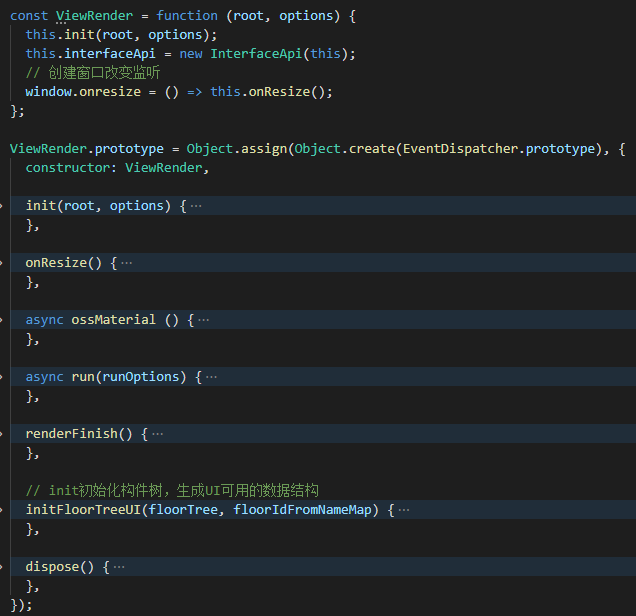 const ViewRender = function (root, options) {
this.init(root, options);
this.interfaceApi = new InterfaceApi(this);
// 创建窗口改变监听
window.onresize = () => this.onResize();
};
ViewRender.prototype = Object.assign(Object.create(EventDispatcher.prototype), {
constructor: ViewRender,
init(root, options) {···
},
onResize() {···
},
async ossMaterial () {···
},
async run(runOptions) {···
},
renderFinish() {···
},
// init初始化构件树，生成UI可用的数据结构
initFloorTreeUI(floorTree, floorIdFromNameMap) {···
},
dispose() {···
},
});